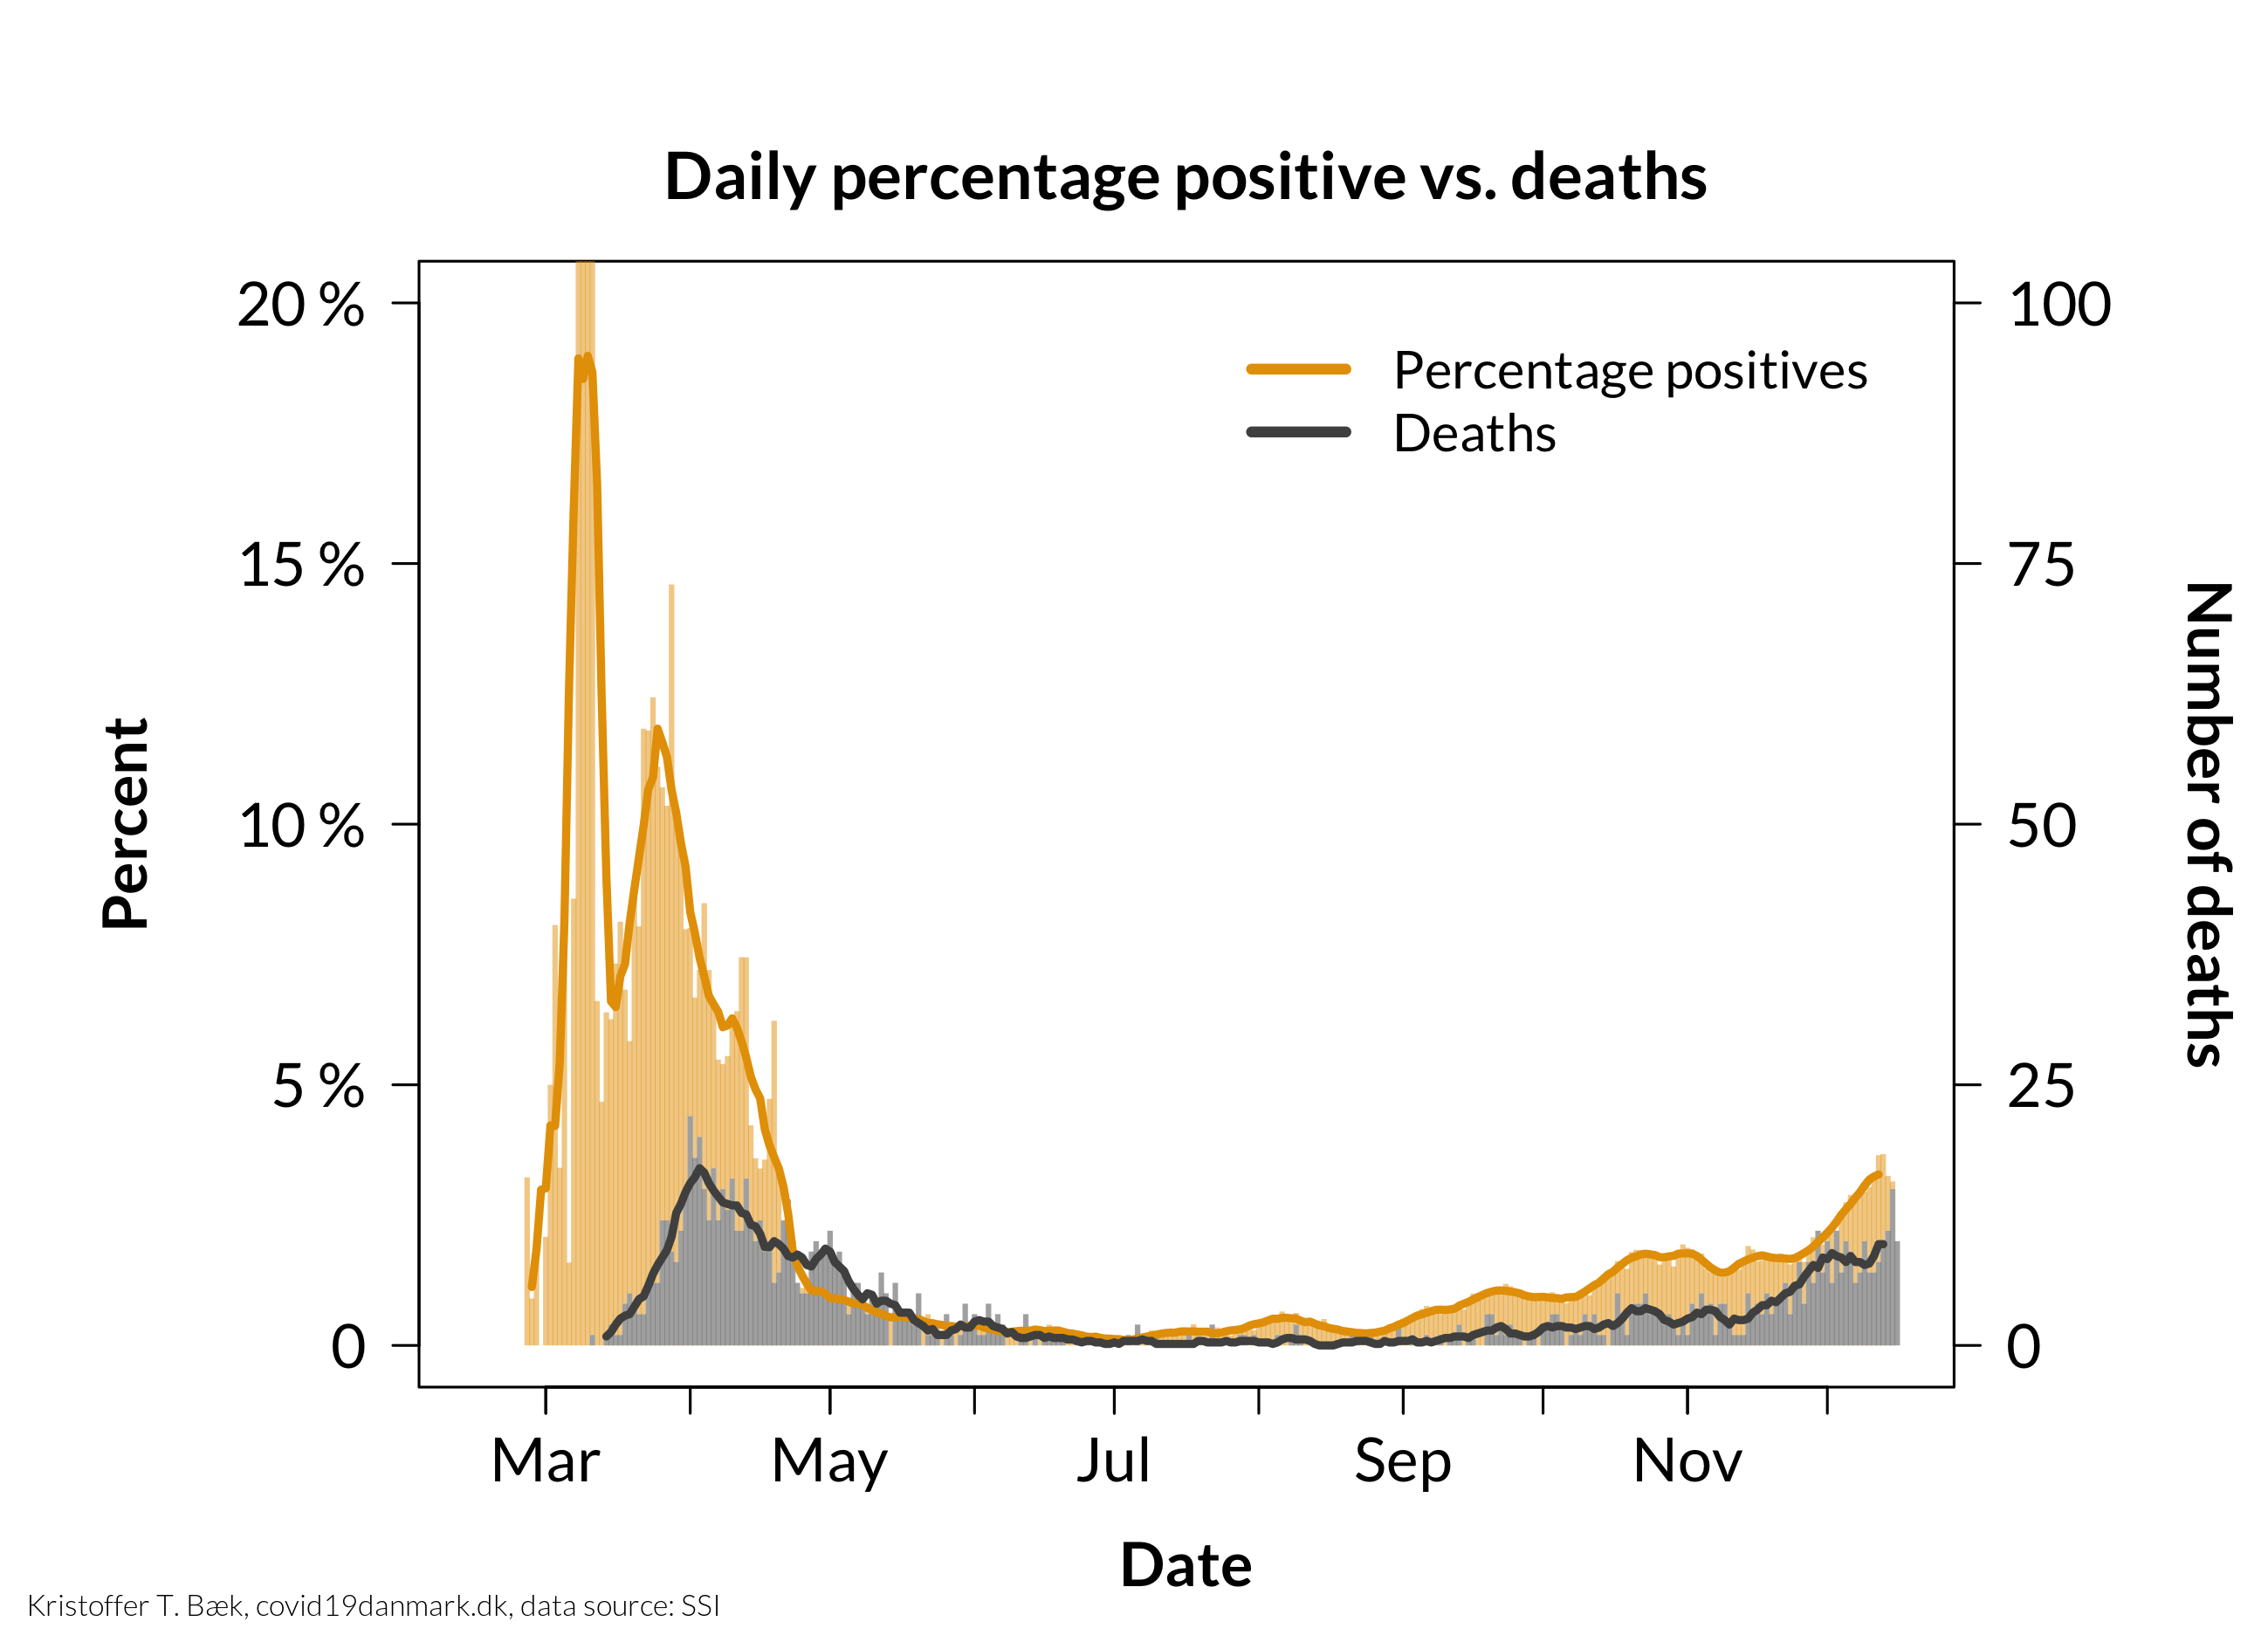 Daily percentage positive vs. deaths
20 %
15 %
10 %
5 %
0
Percent
Percentage positives
Deaths
100
75
50
25
0
Number of deaths
Mar
May
Jul
Sep
Nov
Date
Kristoffer T. Bæk, covid19danmark.dk, data source: SSI